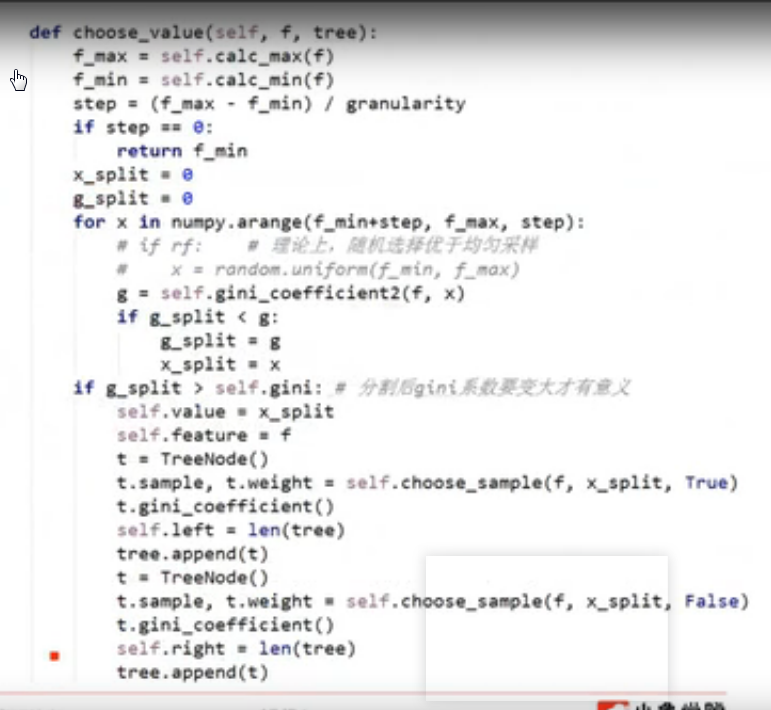 def choose_value(self, f, tree):
    f_max = self.calc_max(f)
    f_min = self.calc_min(f)
    step = (f_max - f_min) / granularity
    if step == 0:
        return f_min
    x_split = 0
    g_split = 0
    for x in numpy.arange(f_min+step, f_max, step):
        # if rf:    # 理论上，随机选择优于均匀采样
        #    x = random.uniform(f_min, f_max)
        g = self.gini_coefficient2(f, x)
        if g_split < g:
            g_split = g
            x_split = x
    if g_split > self.gini: # 分割后gini系数要变大才有意义
        self.value = x_split
        self.feature = f
        t = TreeNode()
        t.sample, t.weight = self.choose_sample(f, x_split, True)
        t.gini_coefficient()
        self.left = len(tree)
        tree.append(t)
        t = TreeNode()
        t.sample, t.weight = self.choose_sample(f, x_split, False)
        t.gini_coefficient()
        self.right = len(tree)
        tree.append(t)